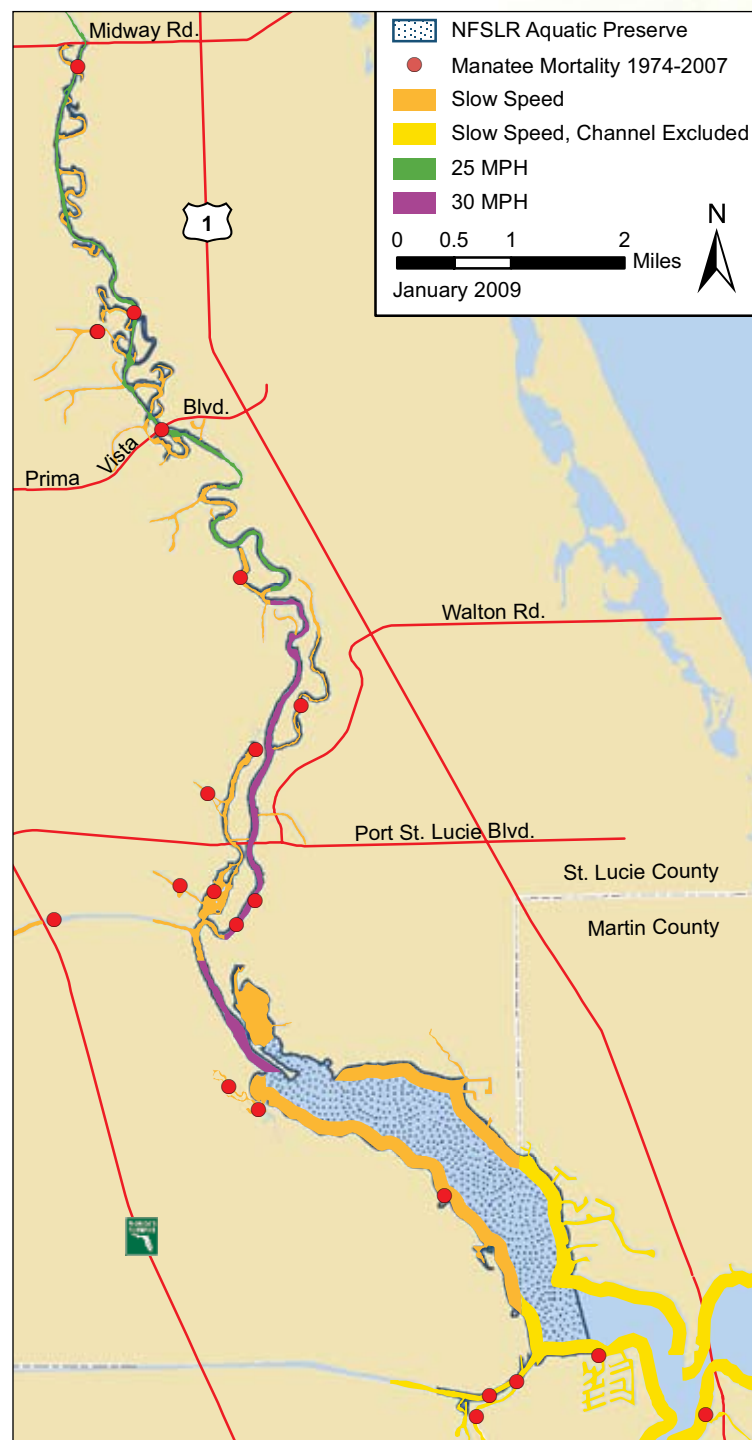 Midway Rd.
NFSLR Aquatic Preserve
Manatee Mortality 1974-2007
Slow Speed
Slow Speed, Channel Excluded
25 MPH
30 MPH
N
0 0.5 1 2
Miles
January 2009
1
Prima Vista Blvd.
Walton Rd.
Port St. Lucie Blvd.
St. Lucie County
Martin County